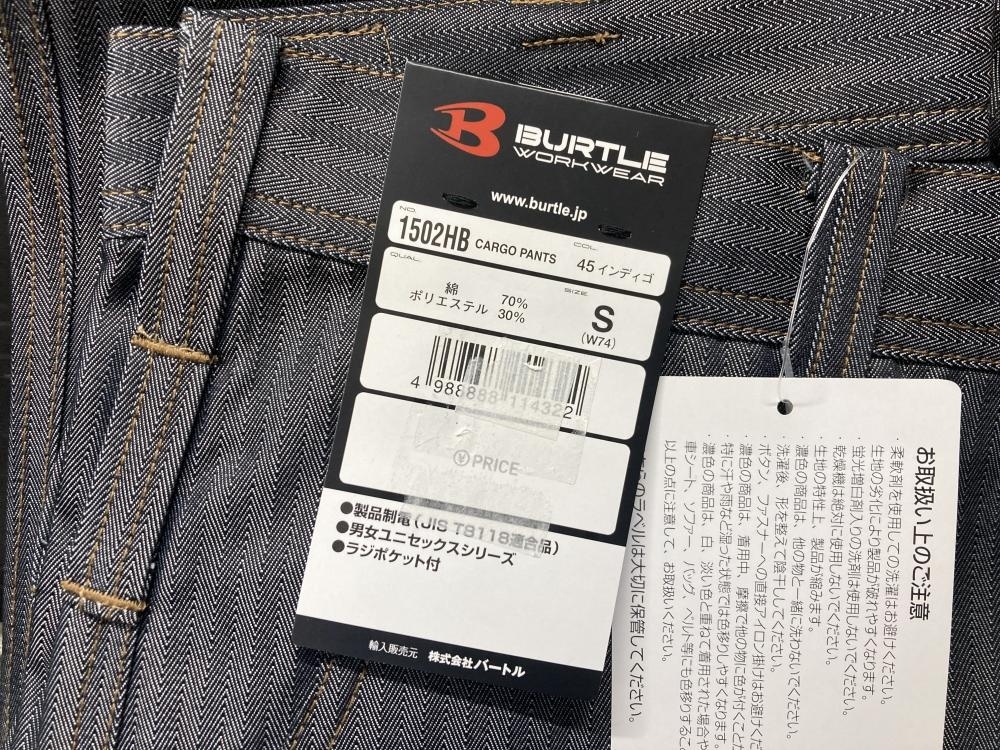 BURTLE
WORKWEAR
www.burtle.jp
NO.
1502HB CARGO PANTS
COL.
45 インディゴ
QUAL.
綿 70%
ポリエステル 30%
SIZE
S
(W74)
4 988888 114322
¥ PRICE
●製品制電(JIS T8118適合品)
●男女ユニセックスシリーズ
●ラジポケット付
輸入販売元 株式会社バートル
お取扱い上のご注意
・柔軟剤を使用しての洗濯はお避けください。
生地の劣化により製品が破れやすくなります。
・蛍光増白剤入りの洗剤は使用しないでください。
・乾燥機は絶対に使用しないでください。
生地の特性上、製品が縮みます。
・濃色の商品は、他の物と一緒に洗わないでください。
・洗濯後、形を整えて陰干ししてください。
・ボタン、ファスナーへの直接アイロン掛けはお避けくだ
・濃色の商品は、着用中、摩擦で他の物に色が付くことが
特に汗や雨など湿った状態では色移りしやすくなります。
・濃色の商品は、白、淡い色と重ねて着用された場合や
車シート、ソファー、バッグ、ベルト等にも色移りするこ
以上の点に注意して、お取扱いください。
のラベルは大切に保管してください。